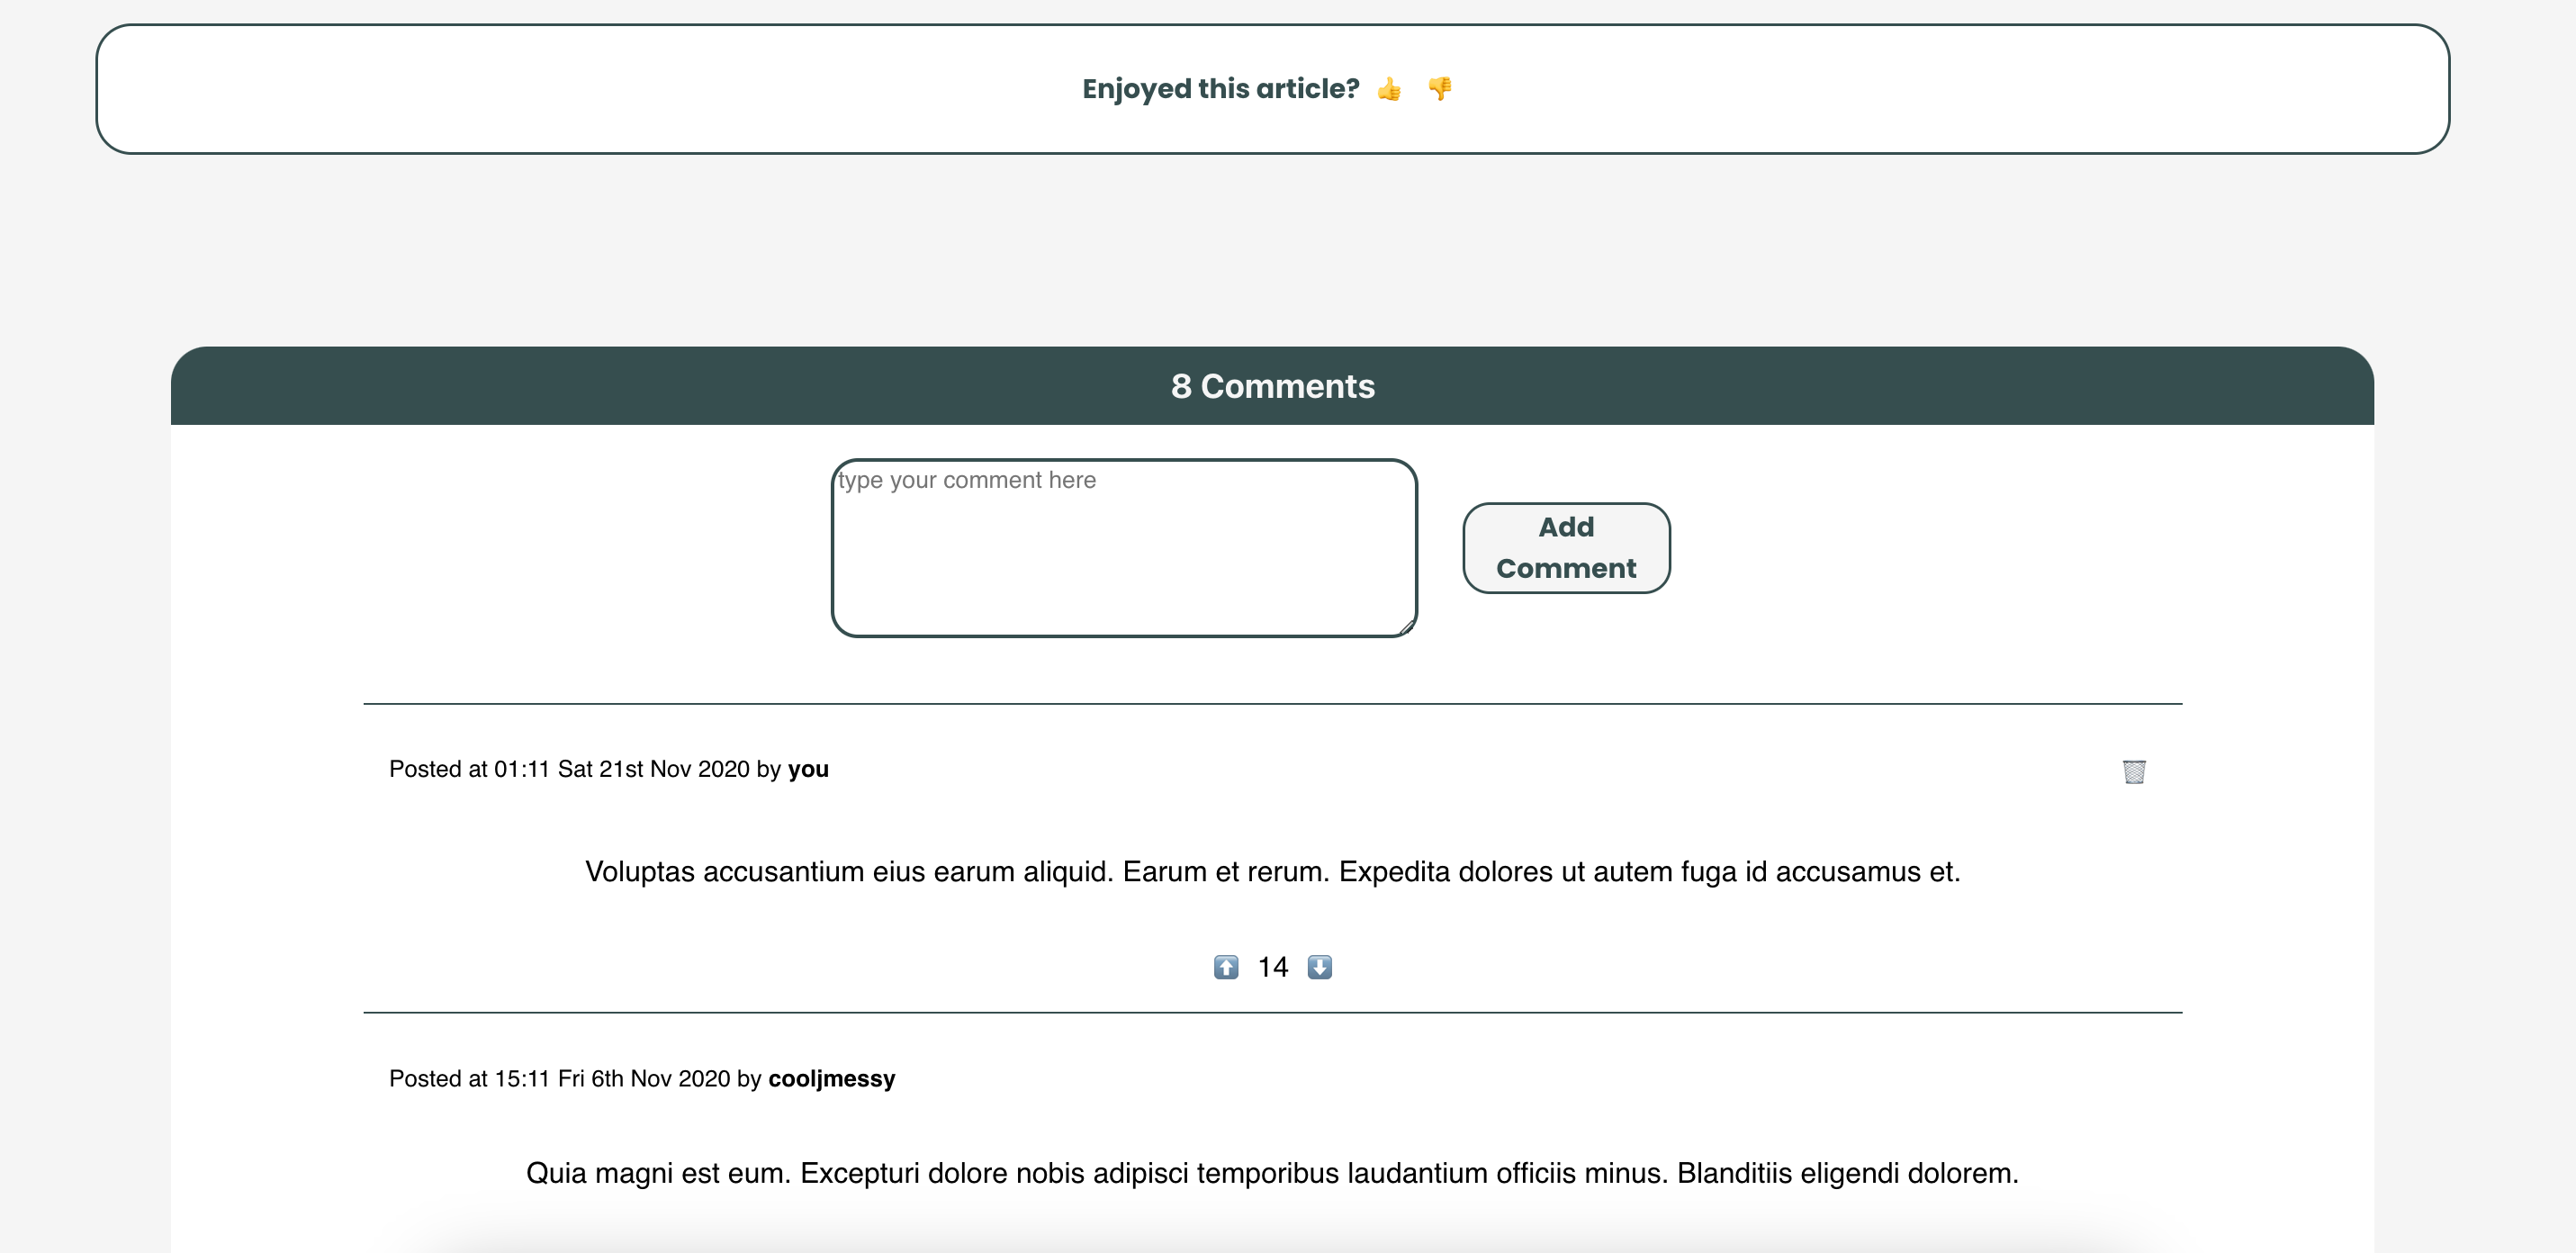 Enjoyed this article? 👍 👎
8 Comments
type your comment here
Add
Comment
Posted at 01:11 Sat 21st Nov 2020 by you
Voluptas accusantium eius earum aliquid. Earum et rerum. Expedita dolores ut autem fuga id accusamus et.
14
Posted at 15:11 Fri 6th Nov 2020 by cooljmessy
Quia magni est eum. Excepturi dolore nobis adipisci temporibus laudantium officiis minus. Blanditiis eligendi dolorem.